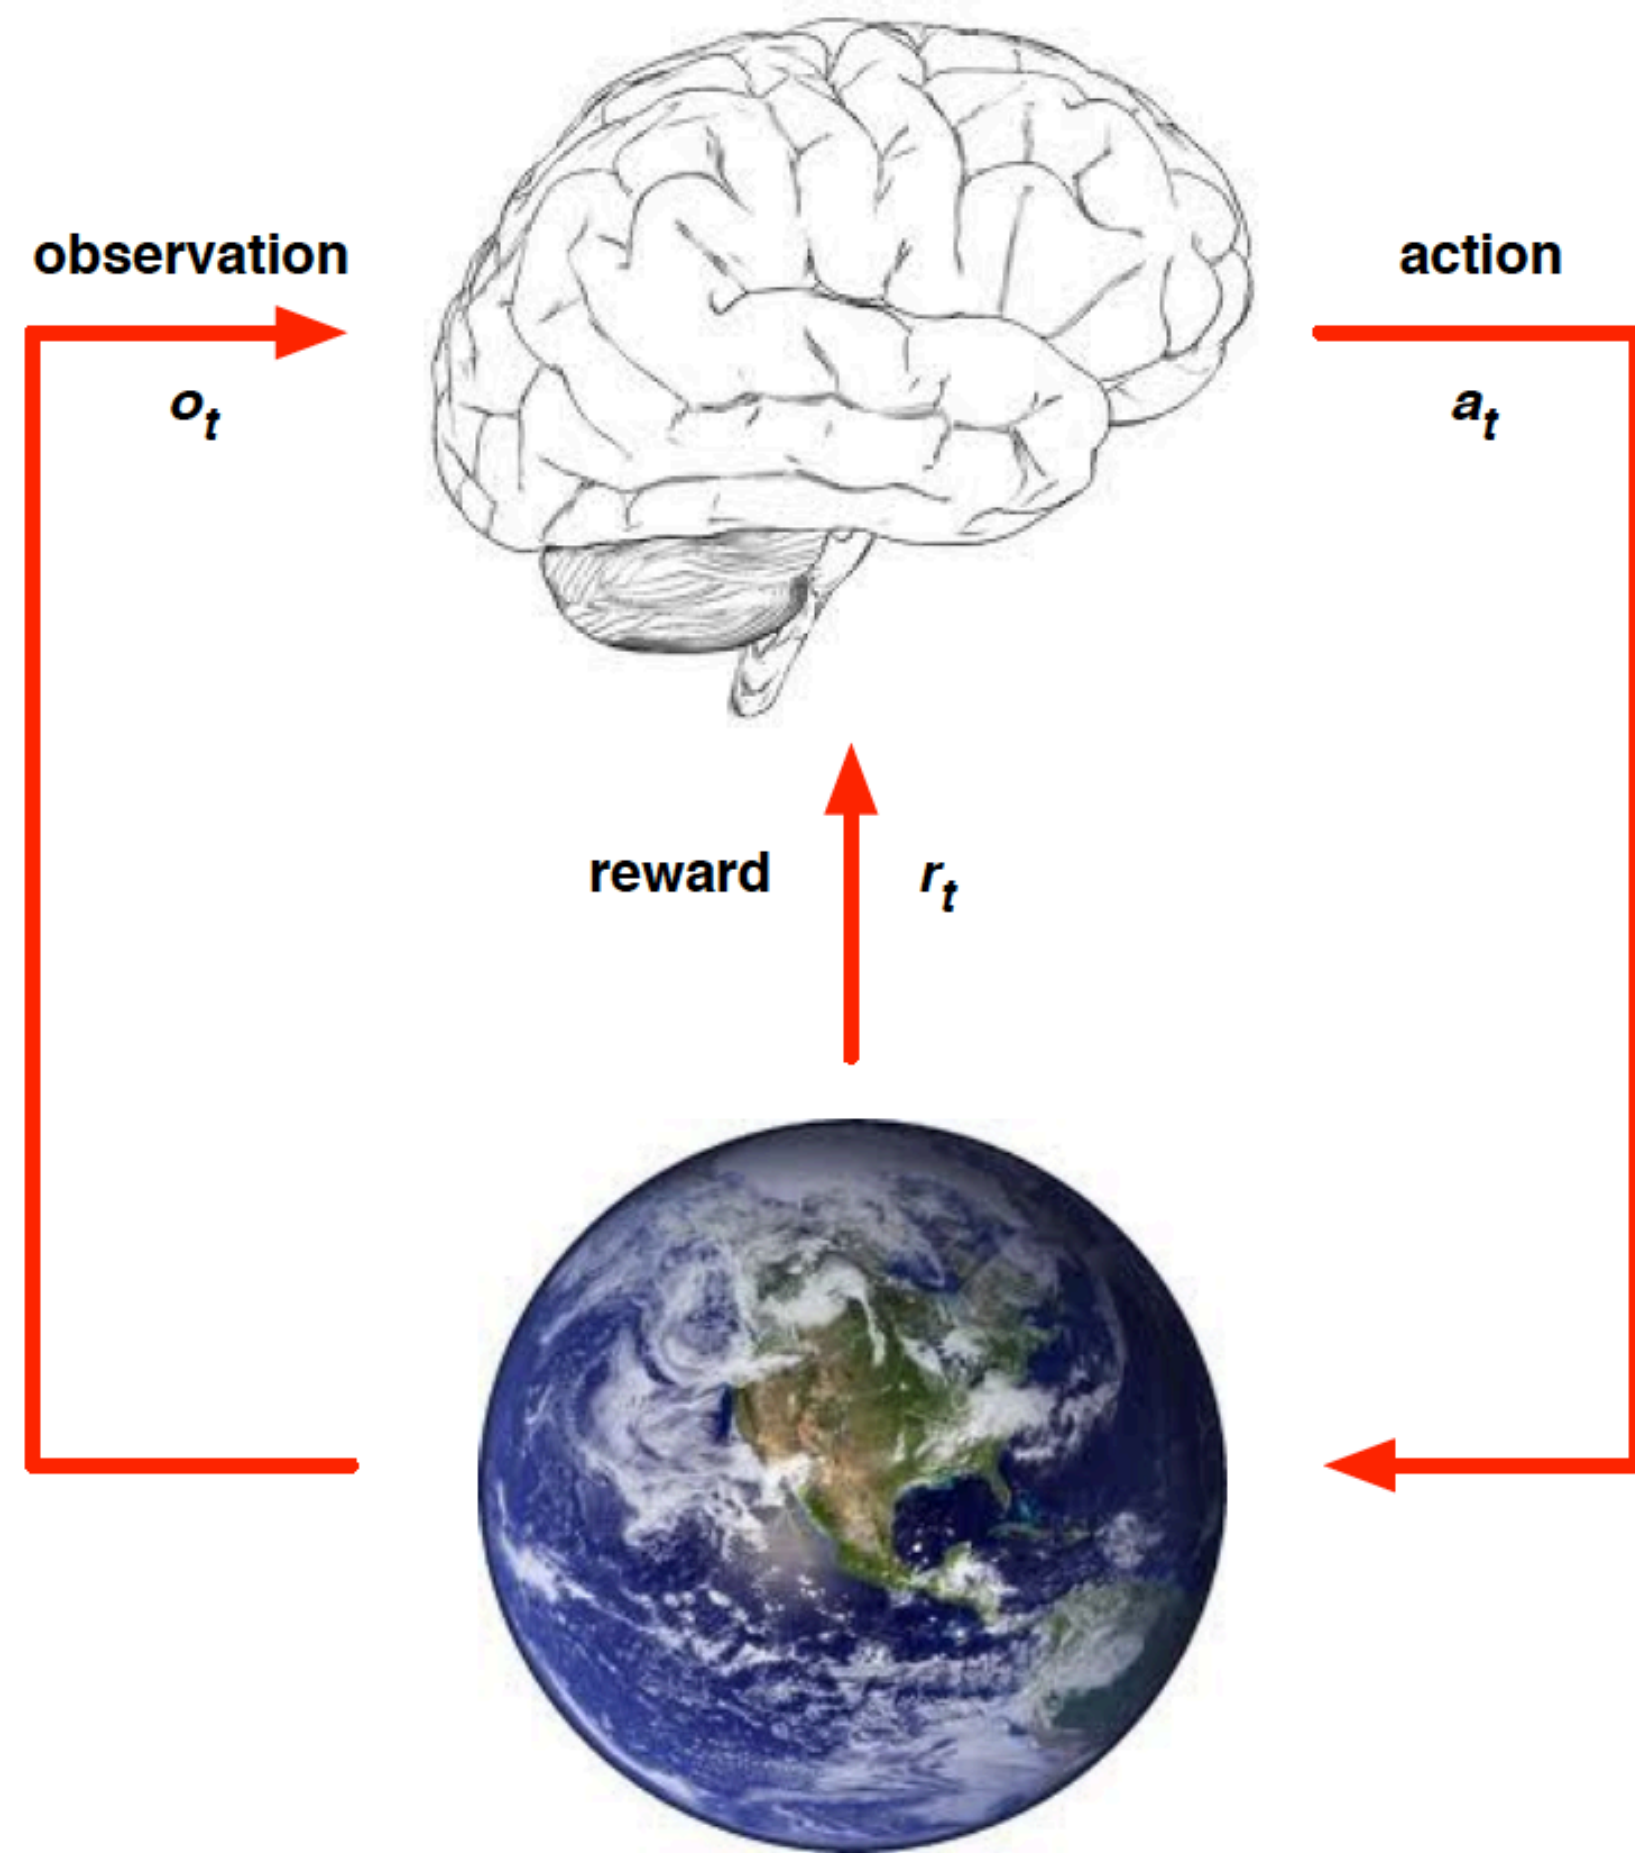 observation
action
o_t
a_t
reward
r_t